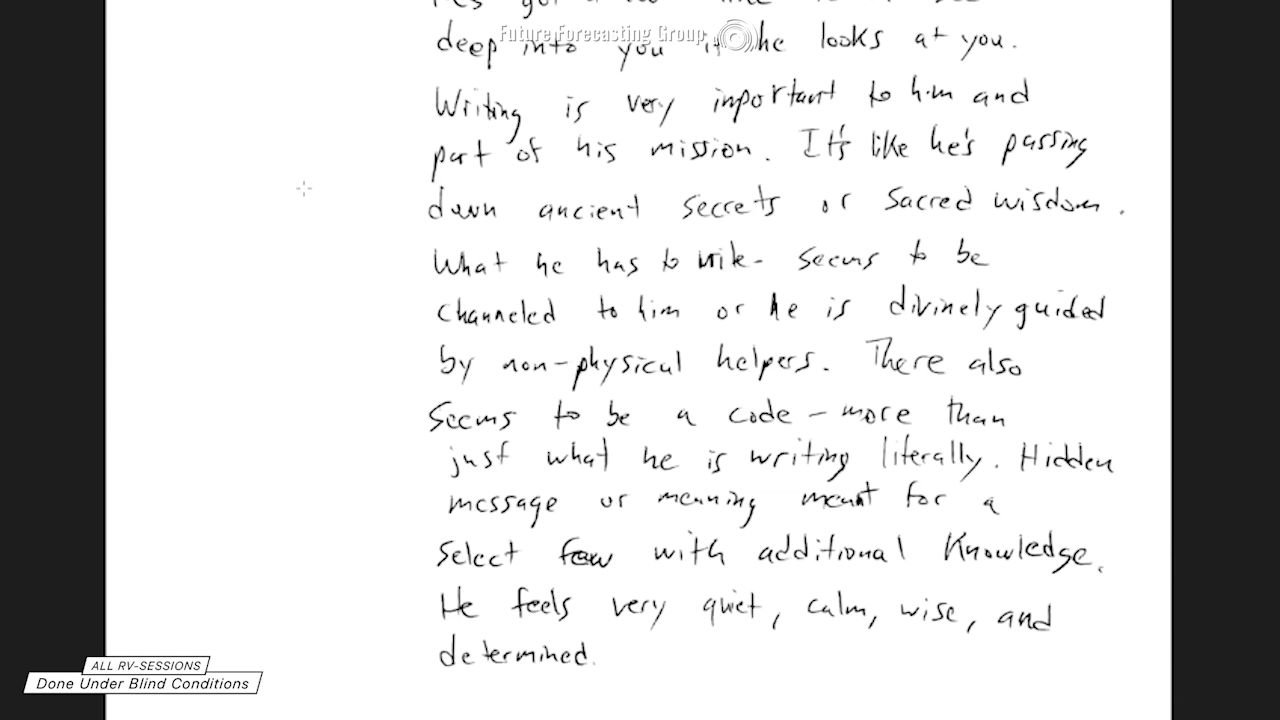 deep into you if he looks at you.
Future Forecasting Group
Writing is very important to him and
part of his mission. It's like he's passing
down ancient secrets or sacred wisdom.
What he has to write - seems to be
channeled to him or he is divinely guided
by non-physical helpers. There also
seems to be a code - more than
just what he is writing literally. Hidden
message or meaning meant for a
select few with additional knowledge.
He feels very quiet, calm, wise, and
determined.
ALL RV-SESSIONS
Done Under Blind Conditions